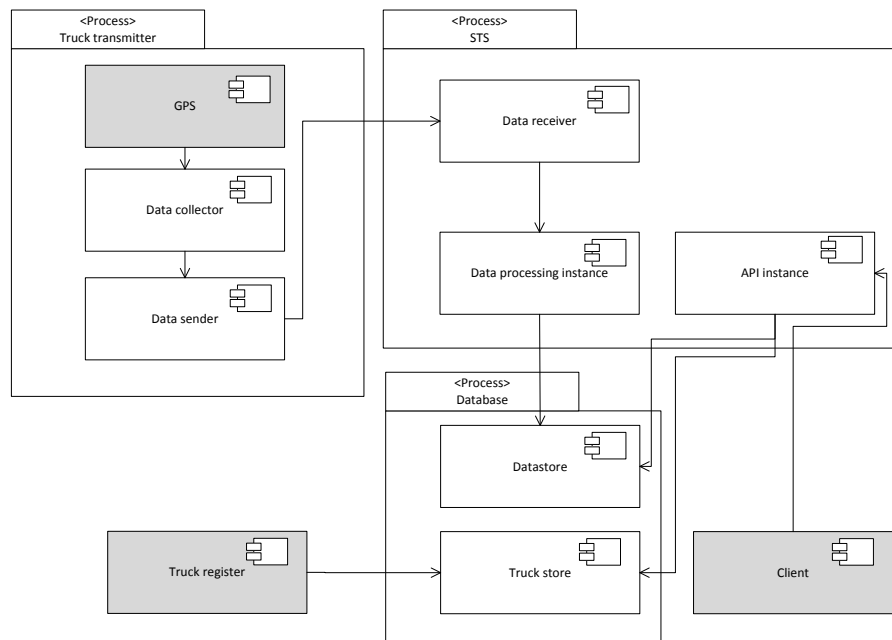 <Process>
Truck transmitter
GPS
Data collector
Data sender
<Process>
STS
Data receiver
Data processing instance
API instance
<Process>
Database
Datastore
Truck store
Truck register
Client